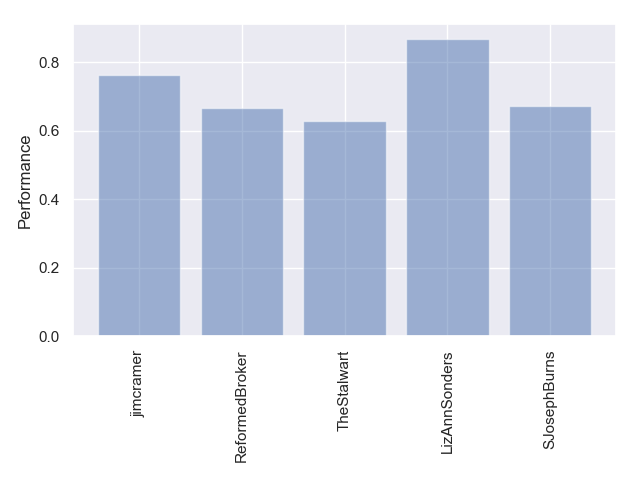 Performance
0.8
0.6
0.4
0.2
0.0
jimcramer
ReformedBroker
TheStalwart
LizAnnSonders
SJosephBurns